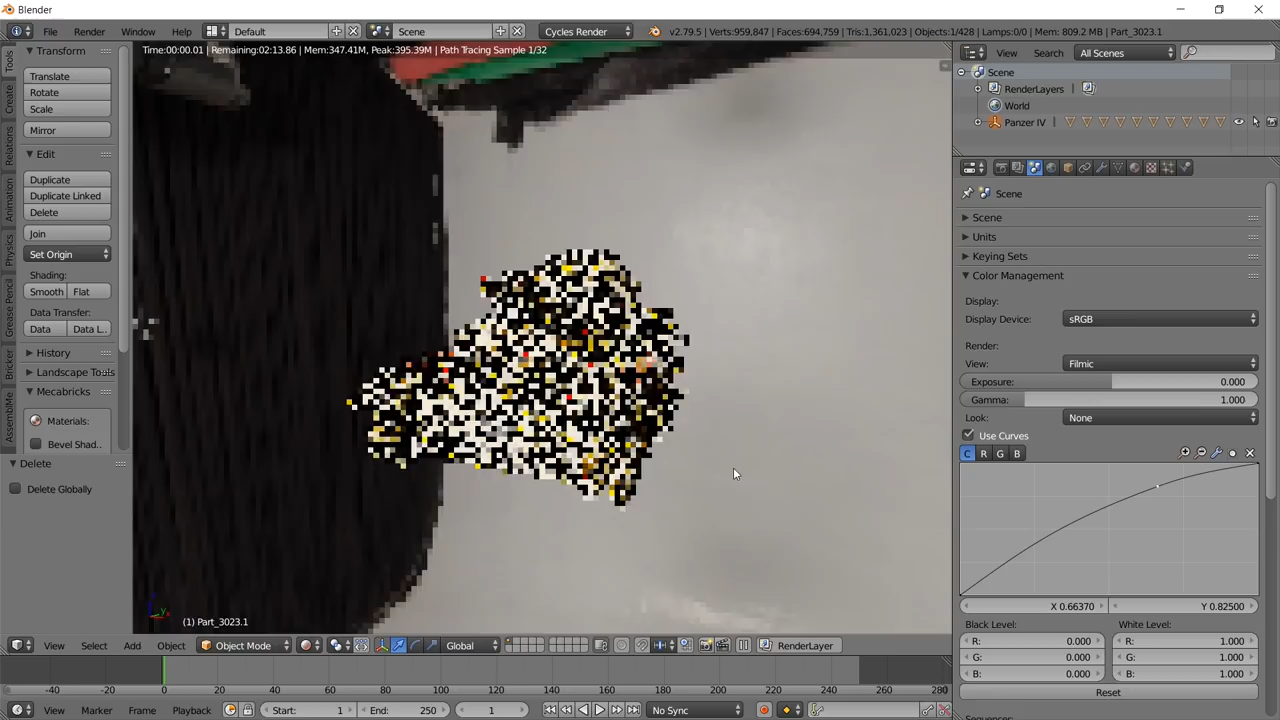 Blender
File Render Window Help Default Scene Cycles Render v2.79.5 | Verts:959,847 | Faces:694,759 | Tris:1,361,023 | Objects:1/428 | Lamps:0/0 | Mem: 809.2 MB | Part_3023.1
Time:00:00.01 | Remaining:02:13.86 | Mem:347.41M, Peak:395.39M | Path Tracing Sample 1/32
View Search All Scenes
Tools
Create
Relations
Animation
Physics
Grease Pencil
Bricker
AssemblMe
Transform
Translate
Rotate
Scale
Mirror
Edit
Duplicate
Duplicate Linked
Delete
Join
Set Origin
Shading:
Smooth Flat
Data Transfer:
Data Data L..
History
Landscape Tools
Mecabricks
Materials:
Bevel Shad..
Delete
Delete Globally
(1) Part_3023.1
Scene
RenderLayers
World
Panzer IV
Scene
Scene
Units
Keying Sets
Color Management
Display:
Display Device: sRGB
Render:
View: Filmic
Exposure: 0.000
Gamma: 1.000
Look: None
Use Curves
C R G B
X 0.66370 Y 0.82500
Black Level: White Level:
R: 0.000 R: 1.000
G: 0.000 G: 1.000
B: 0.000 B: 1.000
Reset
View Select Add Object Object Mode Global RenderLayer
-40 -20 0 20 40 60 80 100 120 140 160 180 200 220 240 260 280
View Marker Frame Playback Start: 1 End: 250 1 No Sync